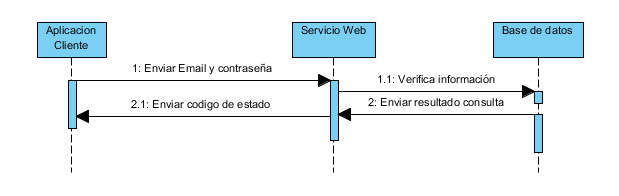 Aplicacion
Cliente
Servicio Web
Base de datos
1: Enviar Email y contraseña
1.1: Verifica información
2: Enviar resultado consulta
2.1: Enviar codigo de estado